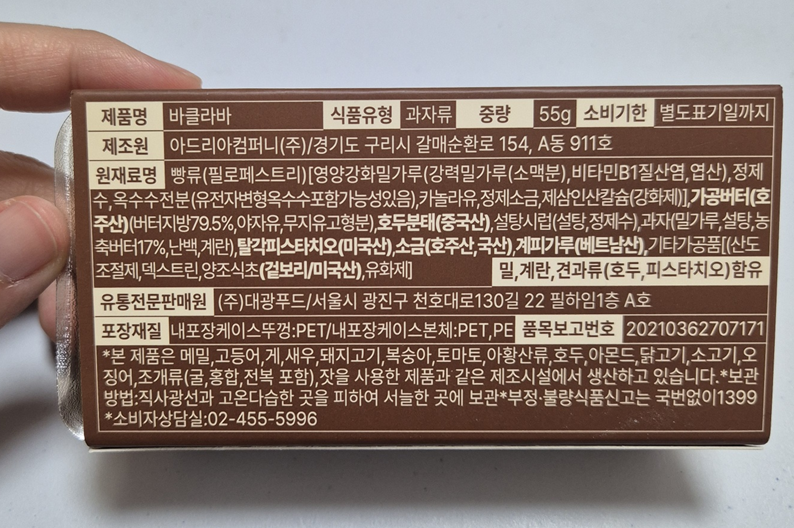 제품명 바클라바 식품유형 과자류 중량 55g 소비기한 별도표기일까지
제조원 아드리아컴퍼니(주)/경기도 구리시 갈매순환로 154, A동 911호
원재료명 빵류(필로페스트리)[영양강화밀가루(강력밀가루(소맥분),비타민B1질산염,엽산),정제
수,옥수수전분(유전자변형옥수수포함가능성있음),카놀라유,정제소금,제삼인산칼슘(강화제)],가공버터(호
주산)(버터지방79.5%,야자유,무지유고형분),호두분태(중국산),설탕시럽(설탕,정제수),과자(밀가루,설탕,농
축버터17%,난백,계란),탈각피스타치오(미국산),소금(호주산,국산),계피가루(베트남산),기타가공품[(산도
조절제,덱스트린,양조식초(겉보리/미국산),유화제]
밀,계란,견과류(호두,피스타치오)함유
유통전문판매원 (주)대광푸드/서울시 광진구 천호대로130길 22 필하임1층 A호
포장재질 내포장케이스뚜껑:PET/내포장케이스본체:PET,PE 품목보고번호 20210362707171
*본 제품은 메밀,고등어,게,새우,돼지고기,복숭아,토마토,아황산류,호두,아몬드,닭고기,소고기,오
징어,조개류(굴,홍합,전복 포함),잣을 사용한 제품과 같은 제조시설에서 생산하고 있습니다.*보관
방법:직사광선과 고온다습한 곳을 피하여 서늘한 곳에 보관*부정·불량식품신고는 국번없이1399
*소비자상담실:02-455-5996